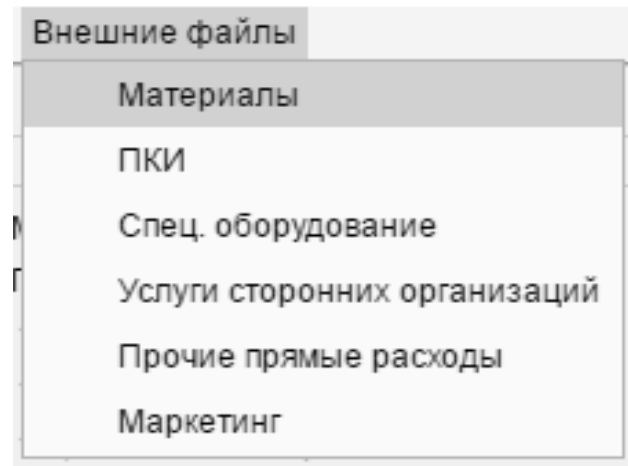 Внешние файлы
Материалы
ПКИ
Спец. оборудование
Услуги сторонних организаций
Прочие прямые расходы
Маркетинг